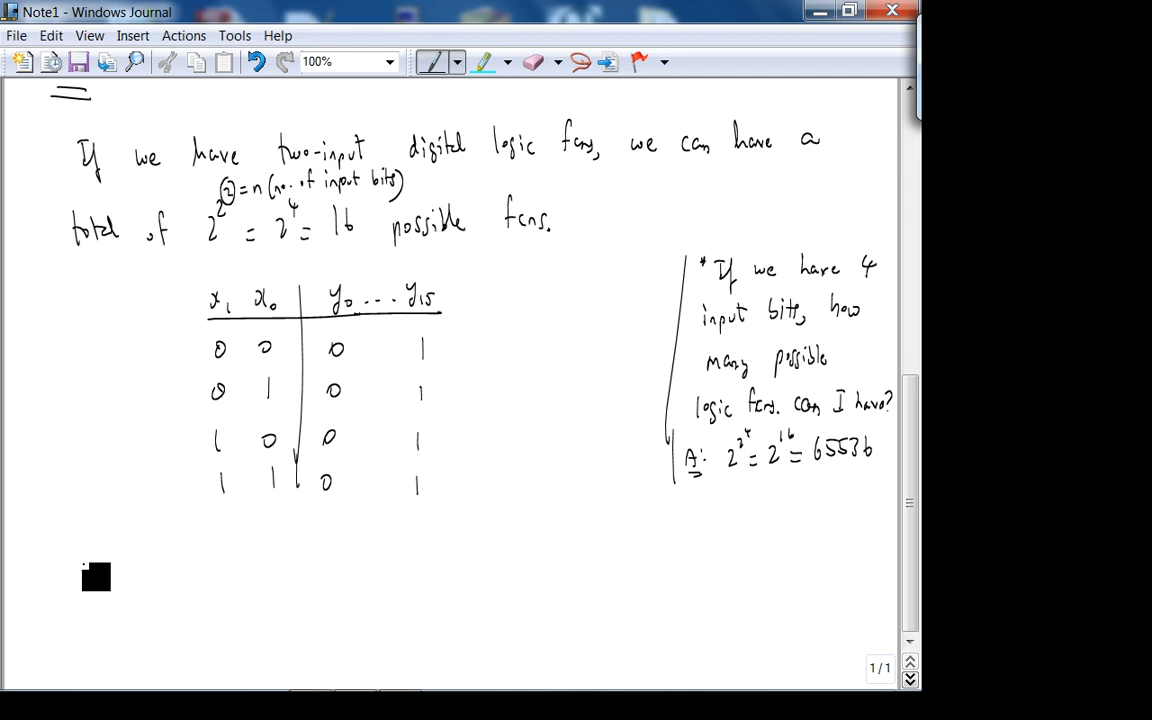 Note1 - Windows Journal
File Edit View Insert Actions Tools Help
100%
If we have two-input digital logic fcns, we can have a
2 = n (no. of input bits)
total of 2^2^2 = 2^4 = 16 possible fcns.
x1 x0 y0 ... y15
0 0 0 1
0 1 0 1
1 0 0 1
1 1 0 1
* If we have 4
input bits, how
many possible
logic fcns. can I have?
A: 2^2^4 = 2^16 = 65536
1 / 1